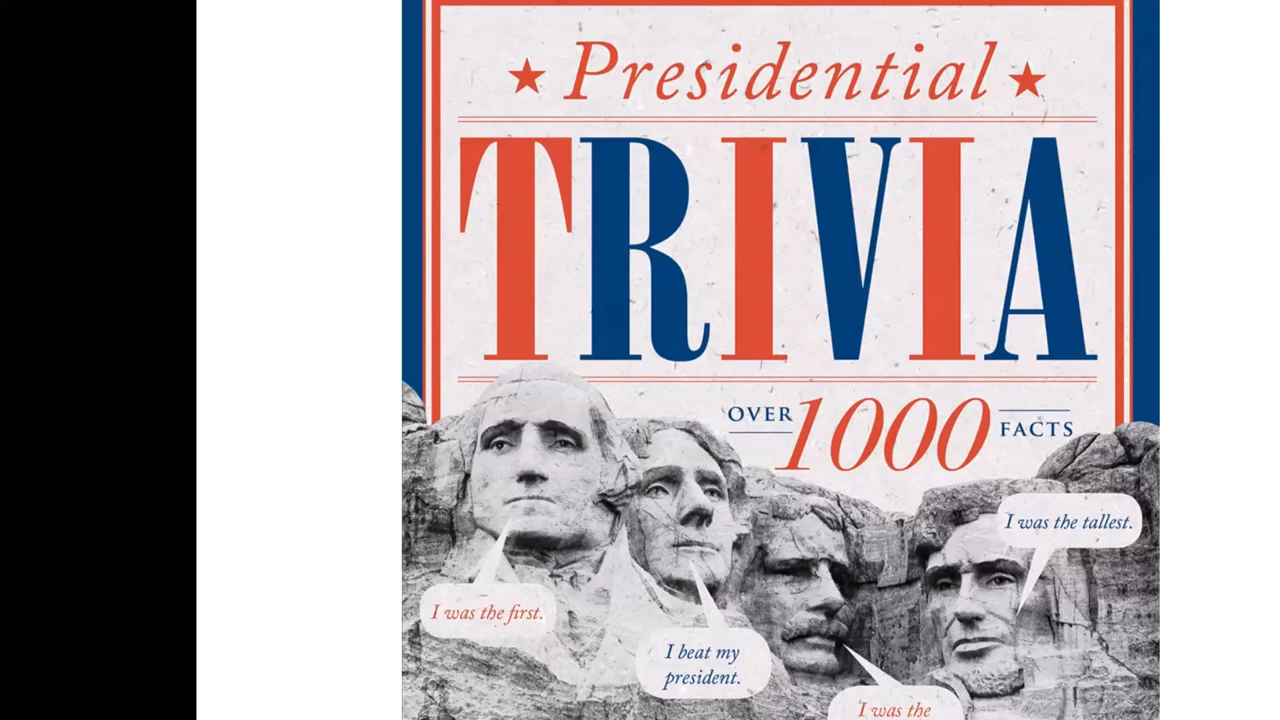 Presidential
TRIVIA
OVER 1000 FACTS
I was the tallest.
I was the first.
I beat my
president.
I was the